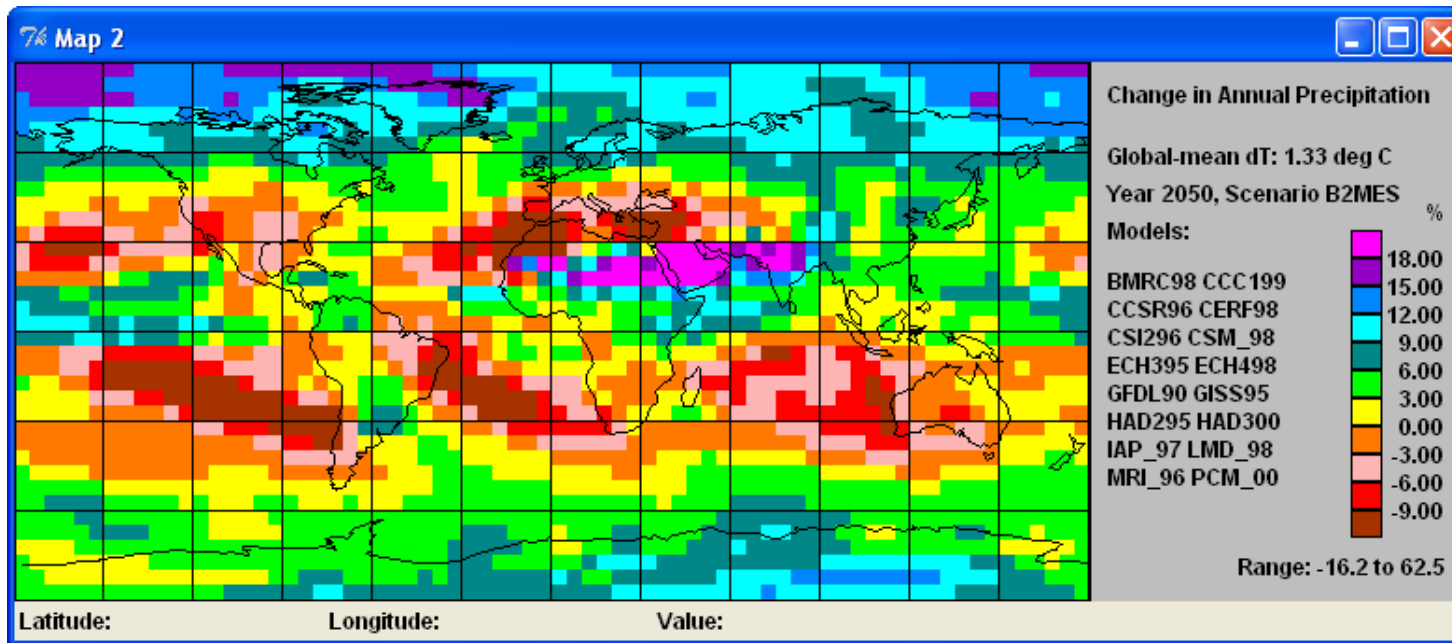 7% Map 2
Change in Annual Precipitation
Global-mean dT: 1.33 deg C
Year 2050, Scenario B2MES
%
Models:
18.00
BMRC98 CCC199
15.00
CCSR96 CERF98
12.00
CSI296 CSM_98
9.00
ECH395 ECH498
6.00
GFDL90 GISS95
3.00
HAD295 HAD300
0.00
IAP_97 LMD_98
-3.00
MRI_96 PCM_00
-6.00
-9.00
Range: -16.2 to 62.5
Latitude:
Longitude:
Value: